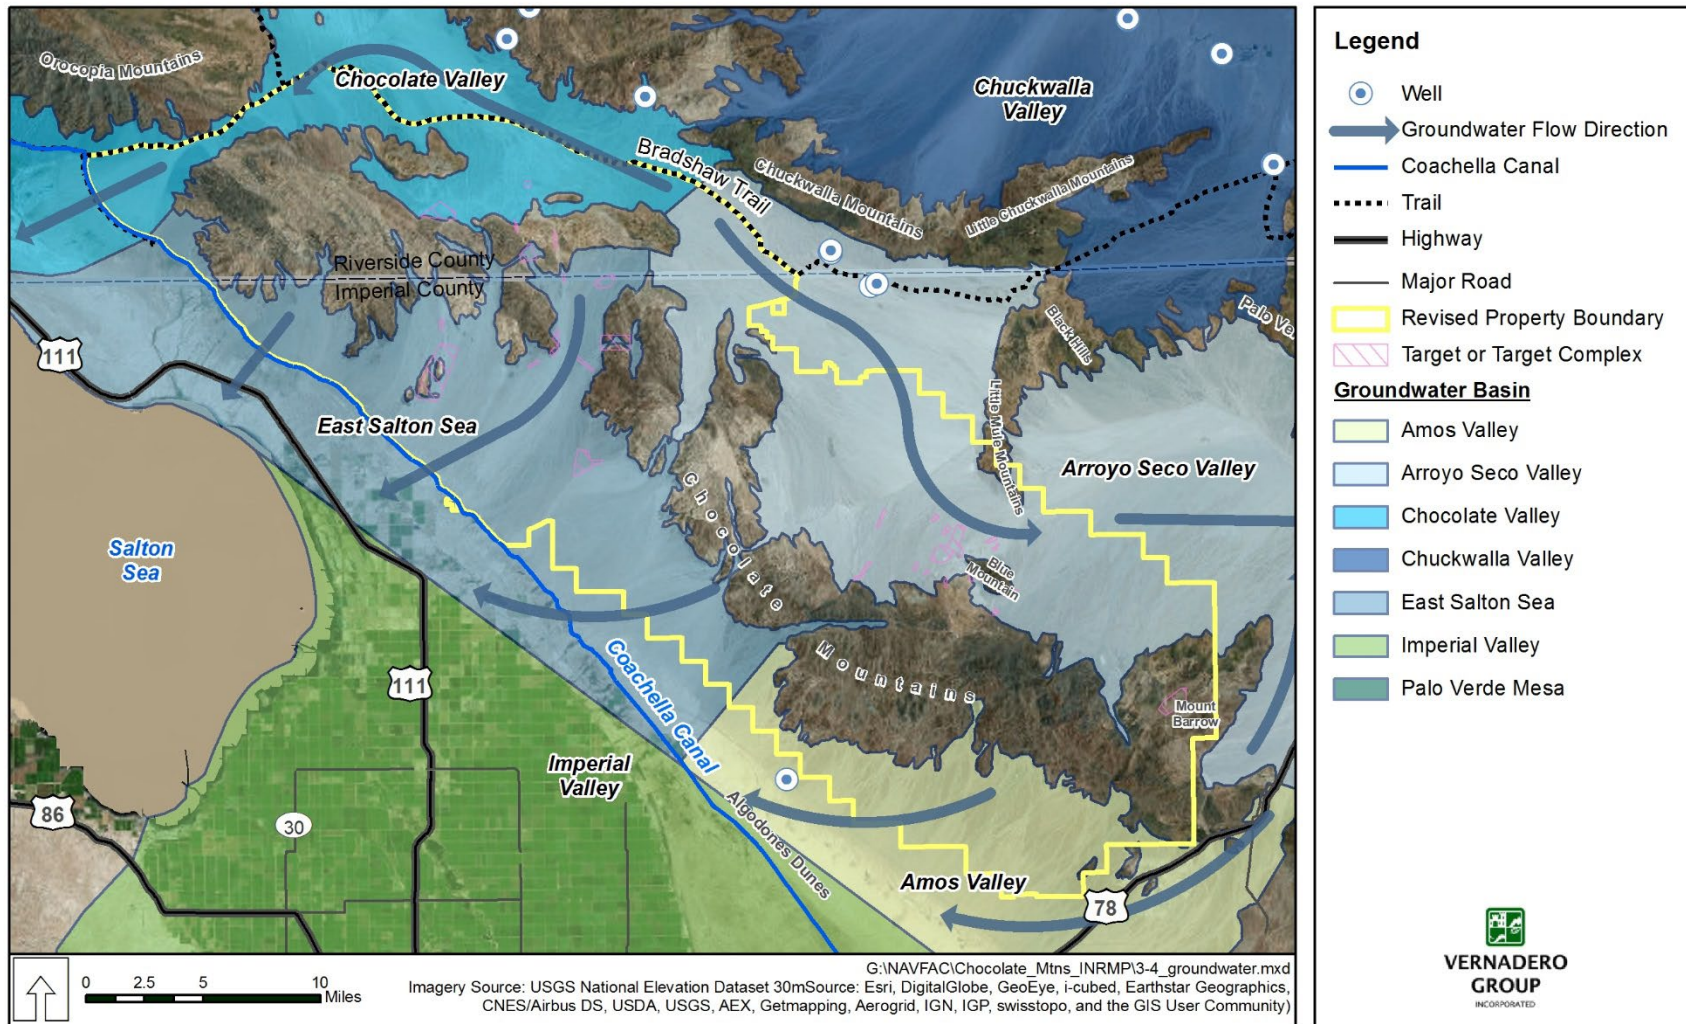 Orocopia Mountains
Chocolate Valley
Chuckwalla
Valley
Bradshaw Trail
Chuckwalla Mountains
Little Chuckwalla Mountains
Riverside County
Imperial County
Black Hills
Palo Ve
111
East Salton Sea
Little Mule Mountains
Arroyo Seco Valley
Chocolate
Mountains
Salton
Sea
Blue
Mountain
111
Coachella Canal
Mount
Barrow
Imperial
Valley
86
30
Algodones Dunes
Amos Valley
78
0 2.5 5 10
Miles
G:\NAVFAC\Chocolate_Mtns_INRMP\3-4_groundwater.mxd
Imagery Source: USGS National Elevation Dataset 30mSource: Esri, DigitalGlobe, GeoEye, i-cubed, Earthstar Geographics,
CNES/Airbus DS, USDA, USGS, AEX, Getmapping, Aerogrid, IGN, IGP, swisstopo, and the GIS User Community)
Legend
Well
Groundwater Flow Direction
Coachella Canal
Trail
Highway
Major Road
Revised Property Boundary
Target or Target Complex
Groundwater Basin
Amos Valley
Arroyo Seco Valley
Chocolate Valley
Chuckwalla Valley
East Salton Sea
Imperial Valley
Palo Verde Mesa
VERNADERO
GROUP
INCORPORATED